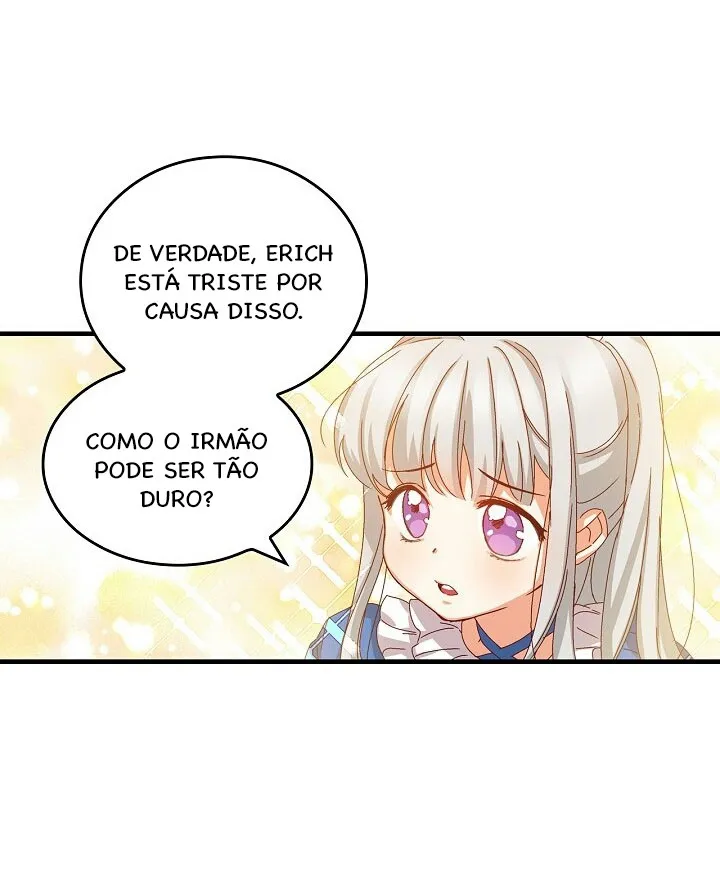 DE VERDADE, ERICH
ESTÁ TRISTE POR
CAUSA DISSO.
COMO O IRMÃO
PODE SER TÃO
DURO?